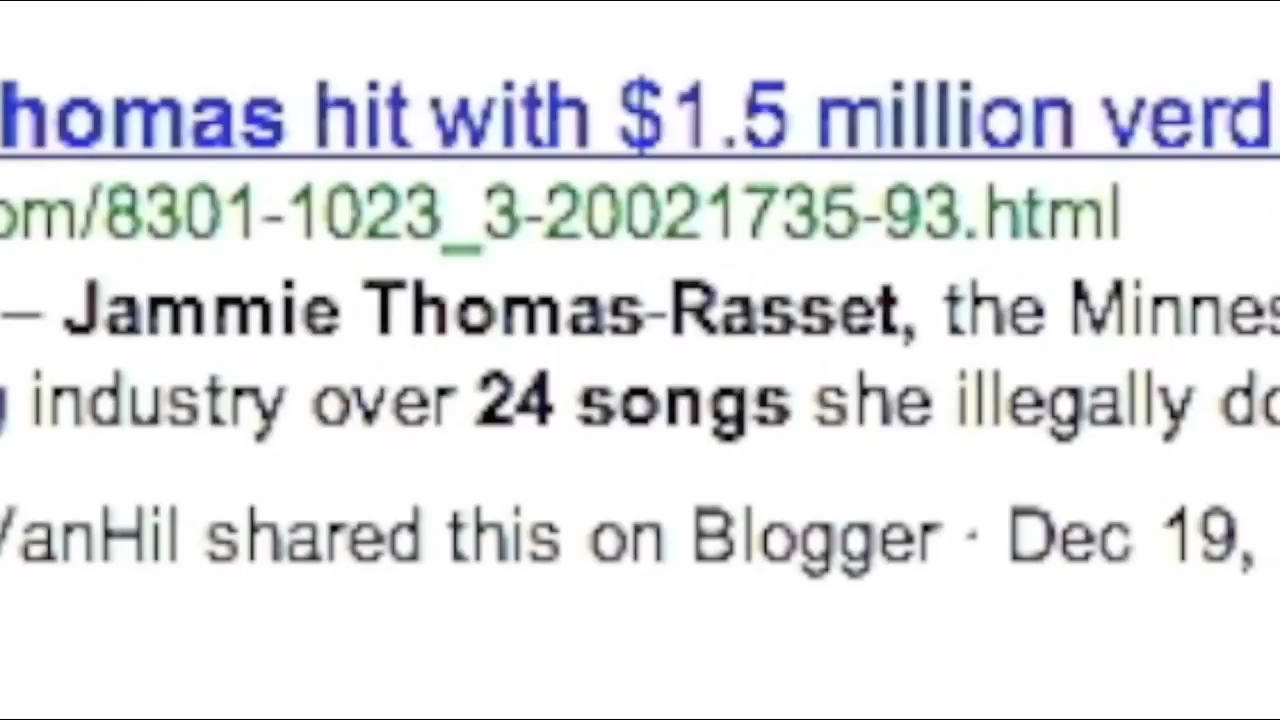 homas hit with $1.5 million verd
om/8301-1023_3-20021735-93.html
– Jammie Thomas-Rasset, the Minnes
industry over 24 songs she illegally do
VanHil shared this on Blogger · Dec 19,